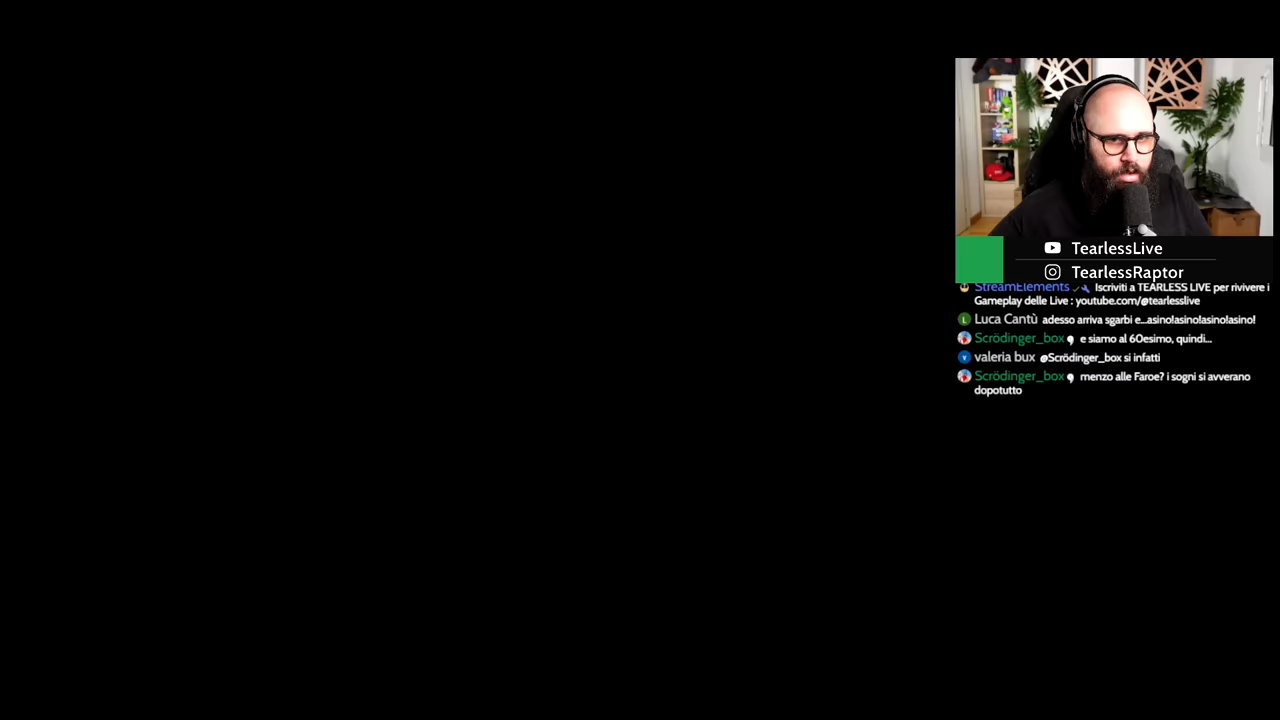 TearlessLive
TearlessRaptor
StreamElements Iscriviti a TEARLESS LIVE per rivivere i
Gameplay delle Live : youtube.com/@tearlesslive
L Luca Cantù adesso arriva sgarbi e...asino!asino!asino!asino!
Scrödinger_box e siamo al 60esimo, quindi...
v valeria bux @Scrödinger_box si infatti
Scrödinger_box menzo alle Faroe? i sogni si avverano
dopotutto